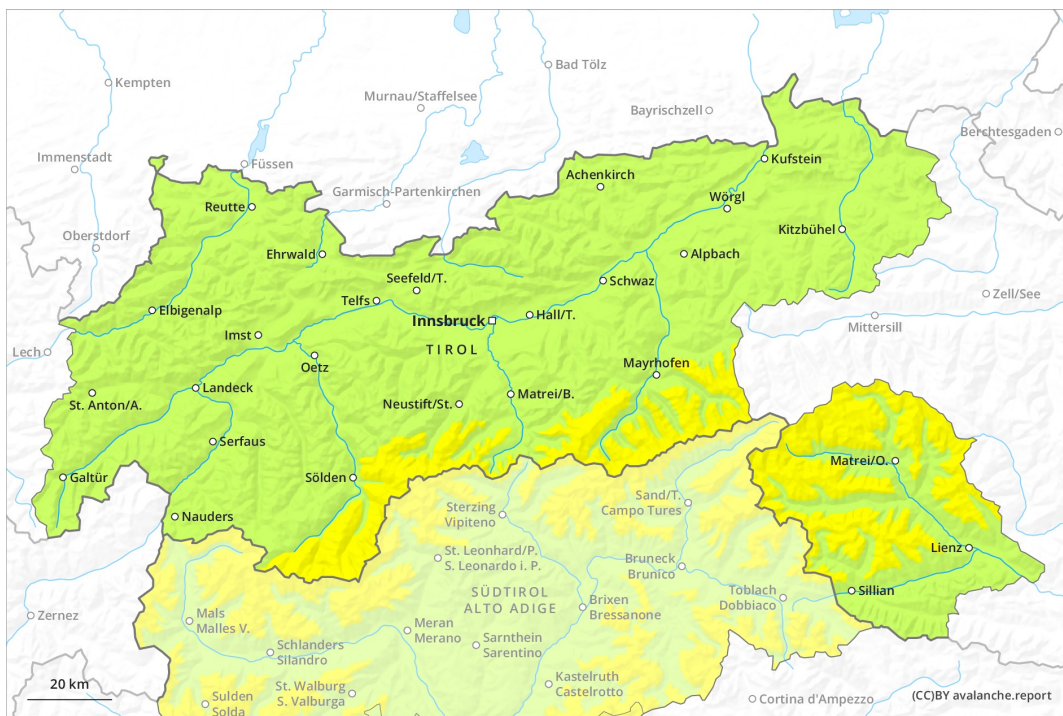 Kempten
Bad Tölz
Murnau/Staffelsee
Bayrischzell
Berchtesgaden
Immenstadt
Füssen
Kufstein
Achenkirch
Garmisch-Partenkirchen
Reutte
Wörgl
Oberstdorf
Kitzbühel
Ehrwald
Alpbach
Seefeld/T.
Schwaz
Zell/See
Telfs
Elbigenalp
Hall/T.
Innsbruck
Mittersill
Imst
TIROL
Lech
Oetz
Mayrhofen
Landeck
St. Anton/A.
Matrei/B.
Neustift/St.
Serfaus
Matrei/O.
Galtür
Sölden
Sand/T.
Campo Tures
Sterzing
Vipiteno
Nauders
Lienz
St. Leonhard/P.
S. Leonardo i. P.
Bruneck
Brunico
SÜDTIROL
ALTO ADIGE
Sillian
Toblach
Dobbiaco
Brixen
Bressanone
Zernez
Mals
Malles V.
Meran
Merano
Sarnthein
Sarentino
Schlanders
Silandro
Kastelruth
Castelrotto
20 km
St. Walburg
S. Valburga
Sulden
Solda
Cortina d'Ampezzo
(CC)BY avalanche.report